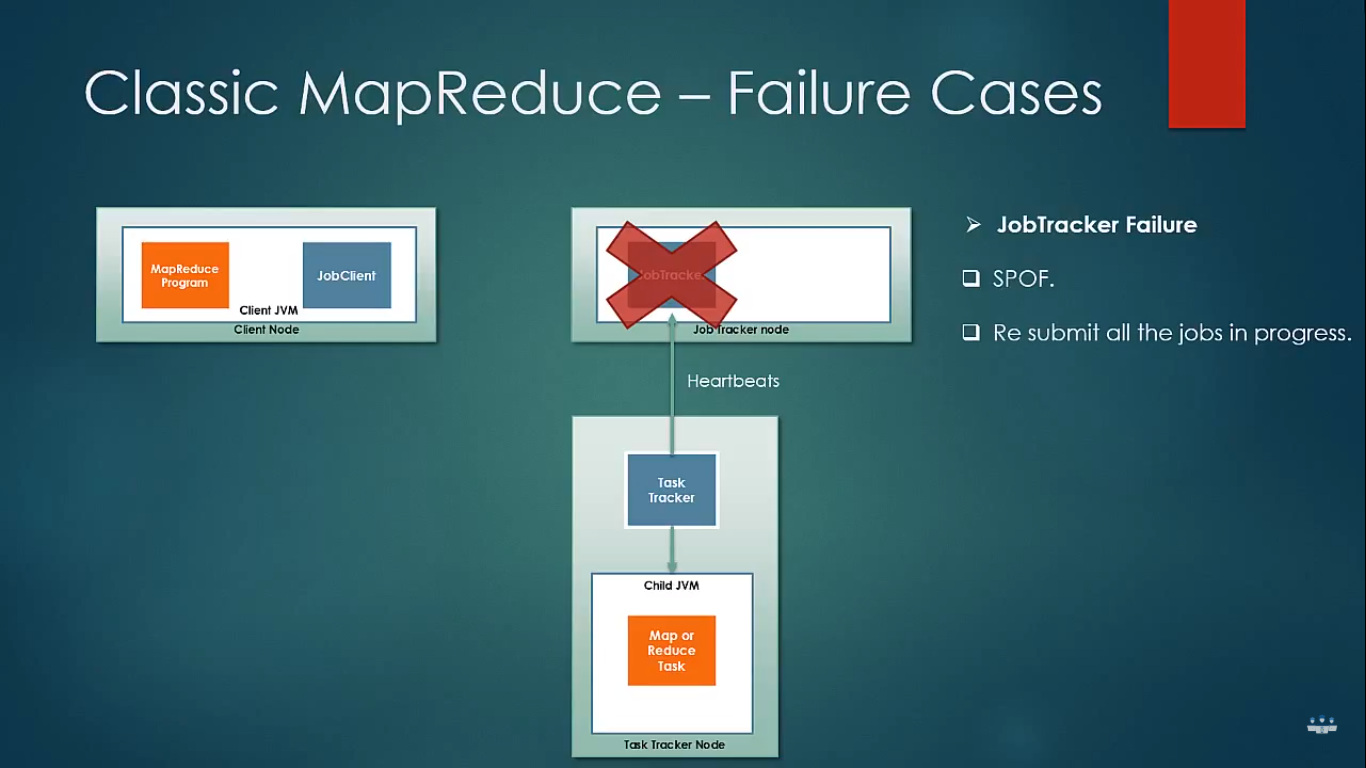 Classic MapReduce – Failure Cases
MapReduce
Program
JobClient
Client JVM
Client Node
JobTracker
Job Tracker node
Heartbeats
Task
Tracker
Child JVM
Map or
Reduce
Task
Task Tracker Node
JobTracker Failure
SPOF.
Re submit all the jobs in progress.